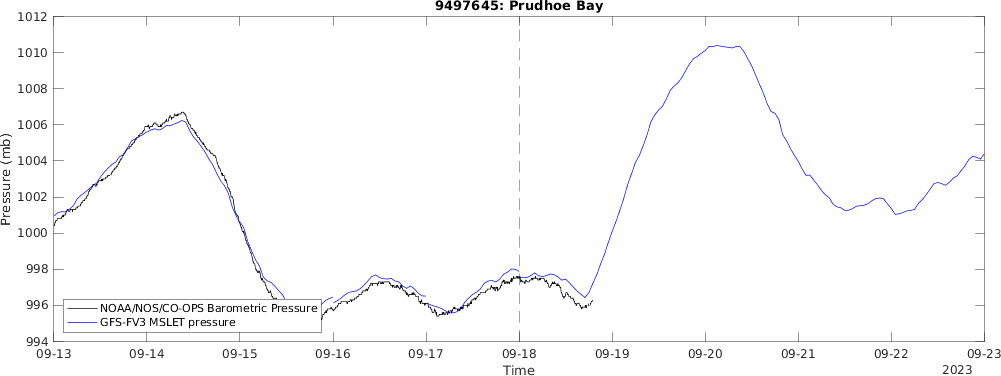 9497645: Prudhoe Bay
1012
1010
1008
1006
1004
1002
1000
998
996
994
Pressure (mb)
NOAA/NOS/CO-OPS Barometric Pressure
GFS-FV3 MSLET pressure
09-13 09-14 09-15 09-16 09-17 09-18 09-19 09-20 09-21 09-22 09-23
Time
2023